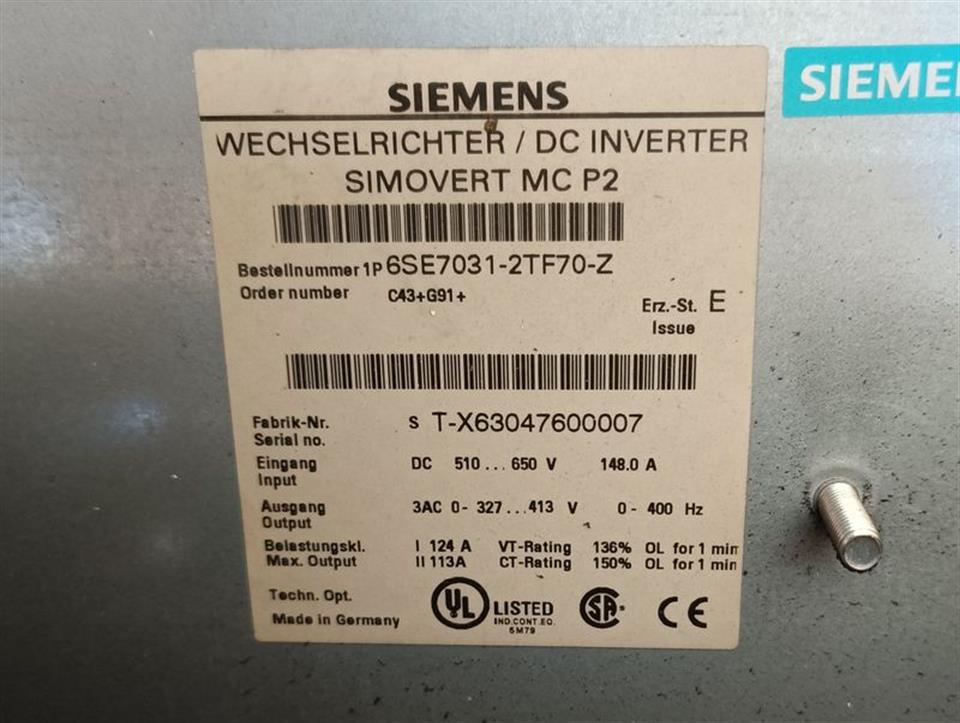 SIEMENS
SIEME
WECHSELRICHTER / DC INVERTER
SIMOVERT MC P2
Bestellnummer 1P 6SE7031-2TF70-Z
Order number C43+G91+
Erz.-St. E
Issue
Fabrik-Nr. S T-X63047600007
Serial no.
Eingang DC 510...650 V 148.0 A
Input
Ausgang 3AC 0- 327...413 V 0- 400 Hz
Output
Belastungskl. I 124 A VT-Rating 136% OL for 1 min
Max. Output II 113A CT-Rating 150% OL for 1 min
Techn. Opt.
Made in Germany
UL LISTED
IND.CONT.EQ.
5M79
SA
CE